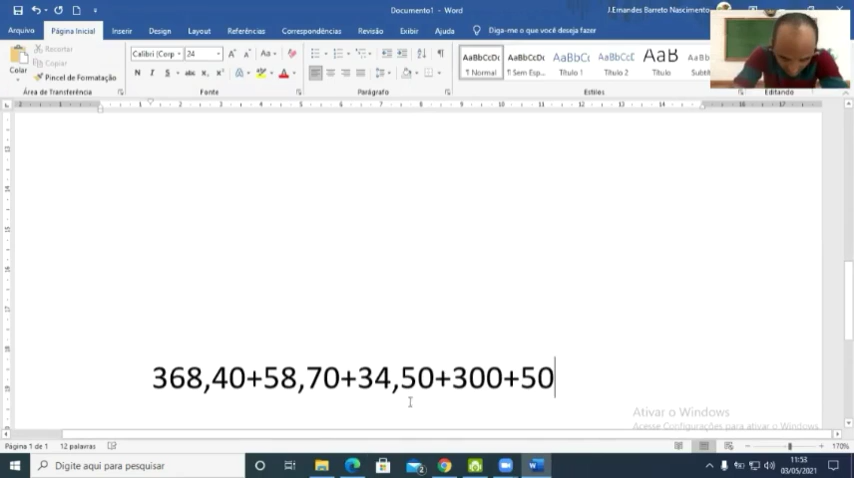 Documento1 - Word
J.Ernandes Barreto Nascimento
Arquivo Página Inicial Inserir Design Layout Referências Correspondências Revisão Exibir Ajuda Diga-me o que você deseja fazer
Colar
Recortar
Copiar
Pincel de Formatação
Calibri (Corp 24
N I S
AaBbCcDc AaBbCcDc AaBbCc AaBbCcC AaB AaBb
¶ Normal ¶ Sem Esp... Título 1 Título 2 Título
Área de Transferência Fonte Parágrafo Estilos Editando
368,40+58,70+34,50+300+50
Ativar o Windows
Acesse Configurações para ativar o Windows.
Página 1 de 1 12 palavras 170%
Digite aqui para pesquisar
2
11:53
03/05/2021